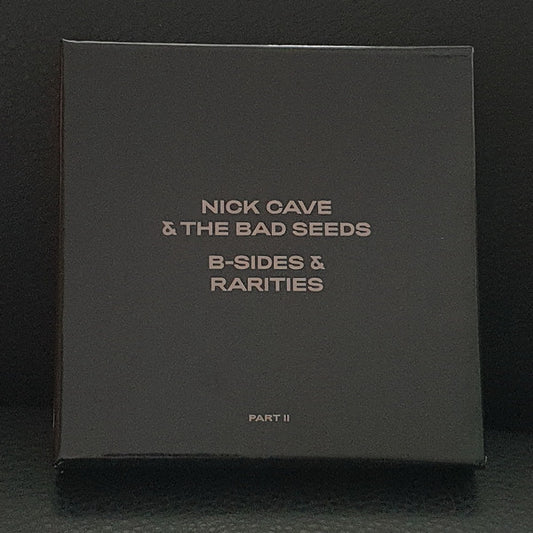 NICK CAVE
& THE BAD SEEDS
B-SIDES &
RARITIES
PART II